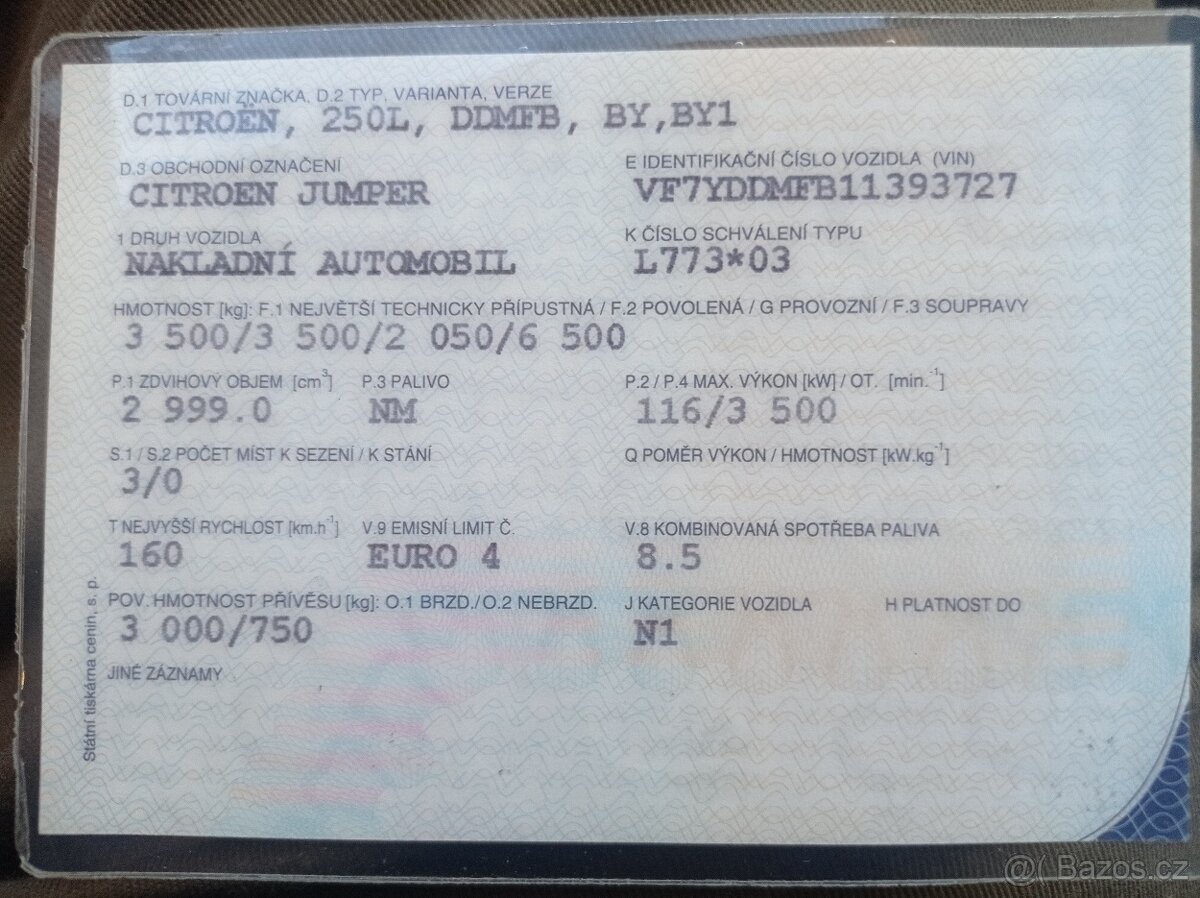 D.1 TOVÁRNÍ ZNAČKA, D.2 TYP, VARIANTA, VERZE
CITROËN, 250L, DDMFB, BY,BY1
D.3 OBCHODNÍ OZNAČENÍ
CITROEN JUMPER
E IDENTIFIKAČNÍ ČÍSLO VOZIDLA (VIN)
VF7YDDMFB11393727
1 DRUH VOZIDLA
NÁKLADNÍ AUTOMOBIL
K ČÍSLO SCHVÁLENÍ TYPU
L773*03
HMOTNOST [kg]: F.1 NEJVĚTŠÍ TECHNICKY PŘÍPUSTNÁ / F.2 POVOLENÁ / G PROVOZNÍ / F.3 SOUPRAVY
3 500/3 500/2 050/6 500
P.1 ZDVIHOVÝ OBJEM [cm³]
2 999.0
P.3 PALIVO
NM
P.2 / P.4 MAX. VÝKON [kW] / OT. [min.⁻¹]
116/3 500
S.1 / S.2 POČET MÍST K SEZENÍ / K STÁNÍ
3/0
Q POMĚR VÝKON / HMOTNOST [kW.kg⁻¹]
T NEJVYŠŠÍ RYCHLOST [km.h⁻¹]
160
V.9 EMISNÍ LIMIT Č.
EURO 4
V.8 KOMBINOVANÁ SPOTŘEBA PALIVA
8.5
POV. HMOTNOST PŘÍVĚSU [kg]: O.1 BRZD./O.2 NEBRZD.
3 000/750
J KATEGORIE VOZIDLA
N1
H PLATNOST DO
JINÉ ZÁZNAMY
Státní tiskárna cenin, s. p.
@( Bazos.cz